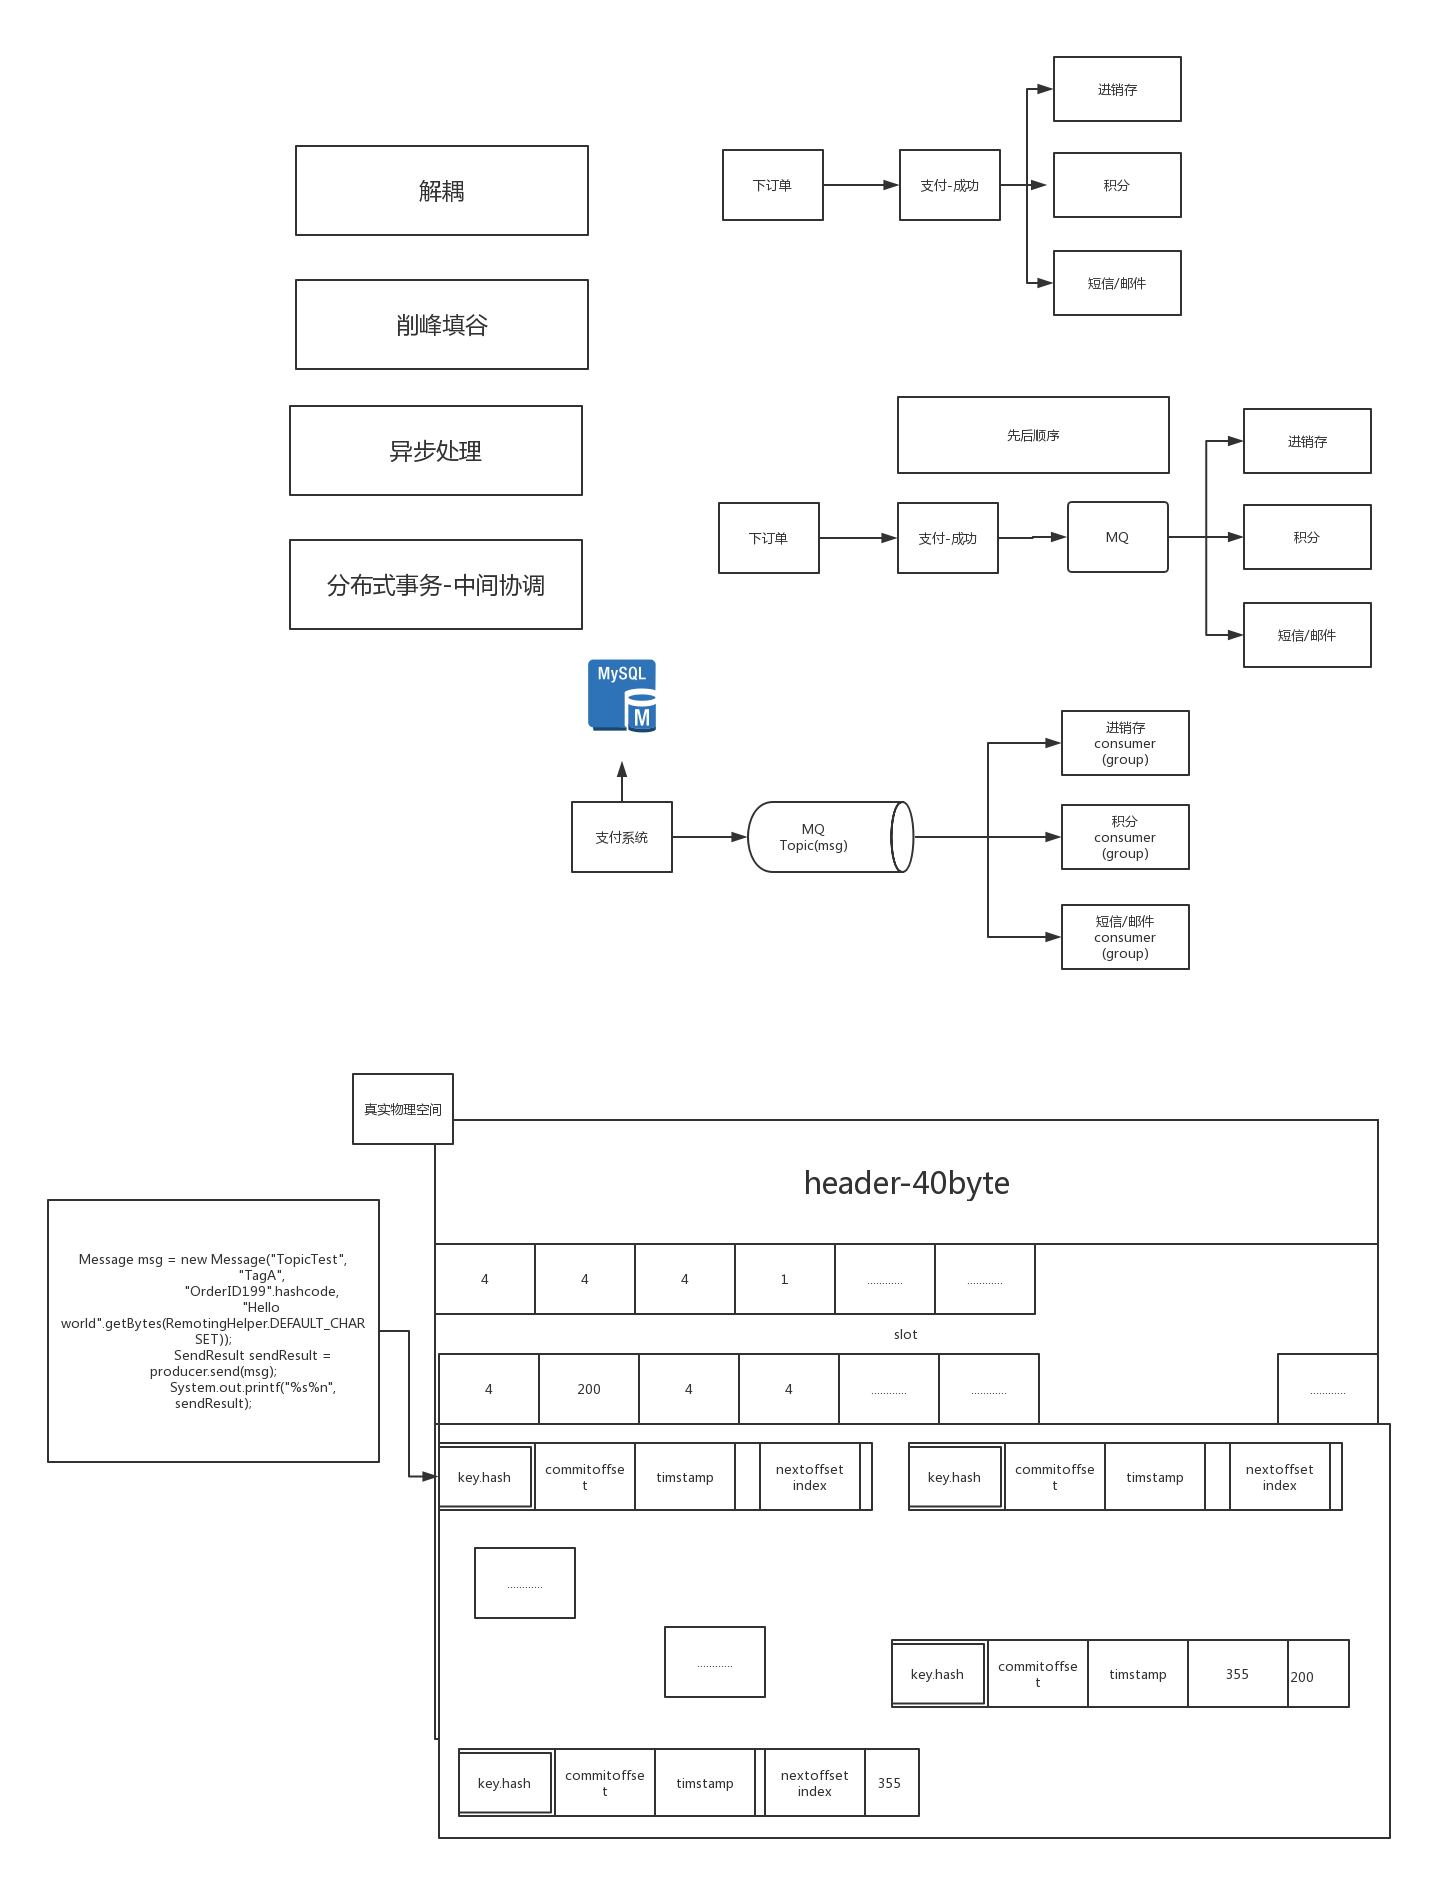 解耦
削峰填谷
异步处理
分布式事务-中间协调
下订单
支付-成功
进销存
积分
短信/邮件
先后顺序
下订单
支付-成功
MQ
进销存
积分
短信/邮件
MySQL
M
支付系统
MQ
Topic(msg)
进销存
consumer
(group)
积分
consumer
(group)
短信/邮件
consumer
(group)
真实物理空间
header-40byte
Message msg = new Message("TopicTest",
"TagA",
"OrderID199".hashcode,
"Hello
world".getBytes(RemotingHelper.DEFAULT_CHAR
SET));
SendResult sendResult =
producer.send(msg);
System.out.printf("%s%n",
sendResult);
4
4
4
1
............
............
slot
4
200
4
4
............
............
............
key.hash
commitoffse
t
timstamp
nextoffset
index
key.hash
commitoffse
t
timstamp
nextoffset
index
............
............
key.hash
commitoffse
t
timstamp
355
200
key.hash
commitoffse
t
timstamp
nextoffset
index
355